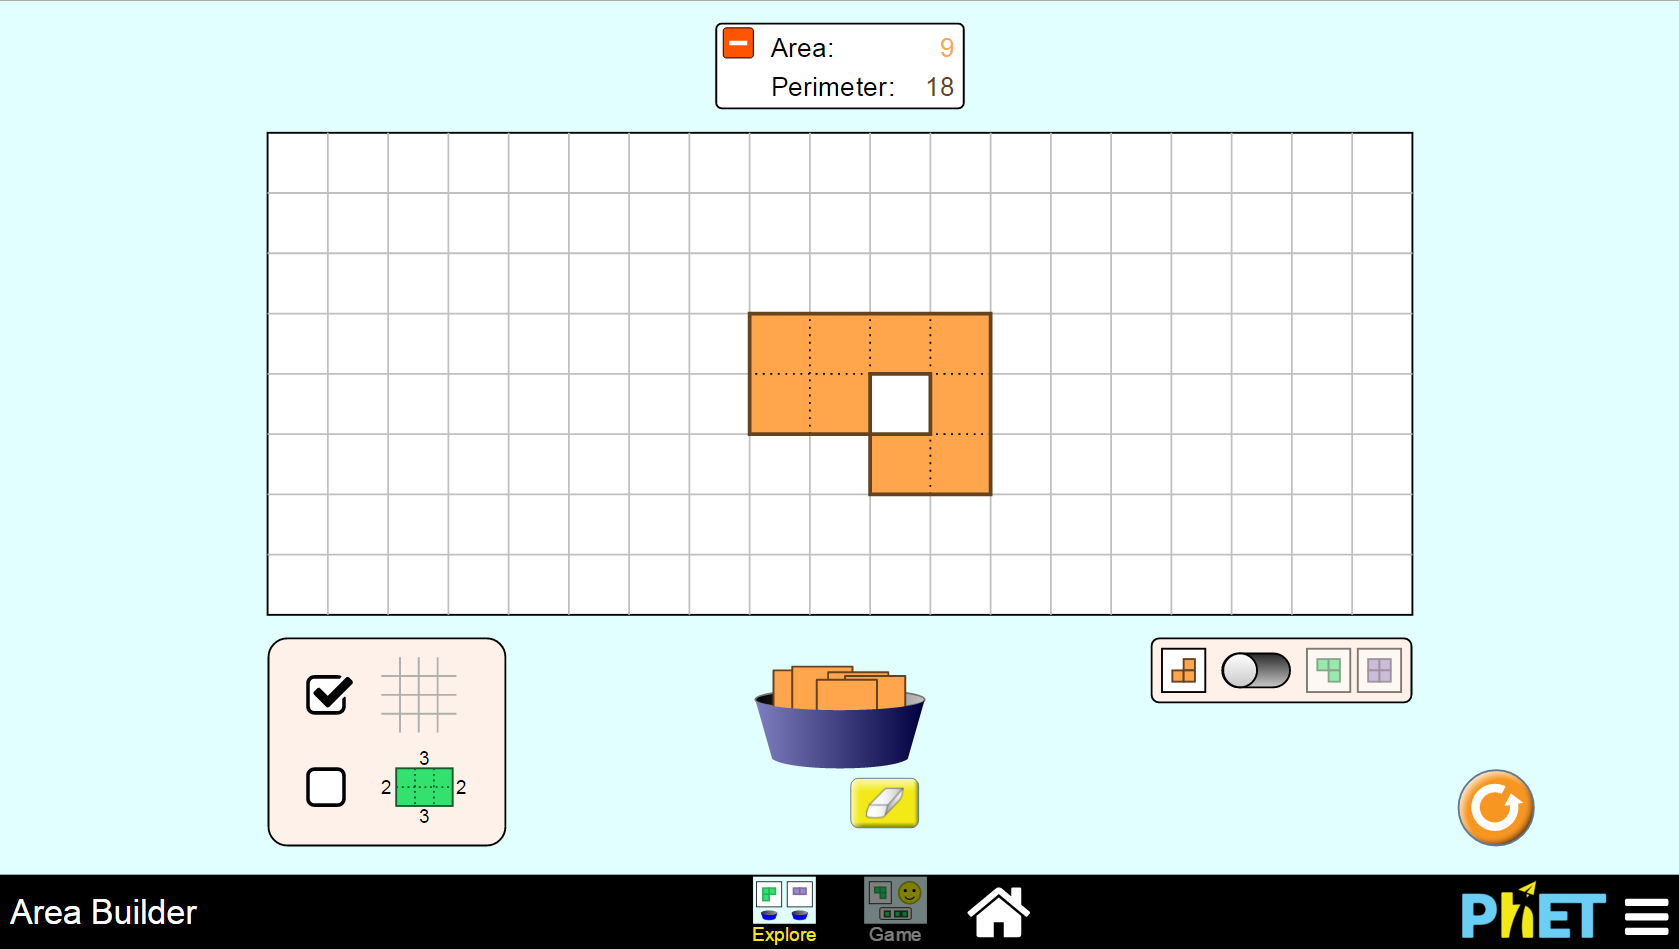 Area: 9
Perimeter: 18
3
2 2
3
Area Builder
Explore
Game
PhET